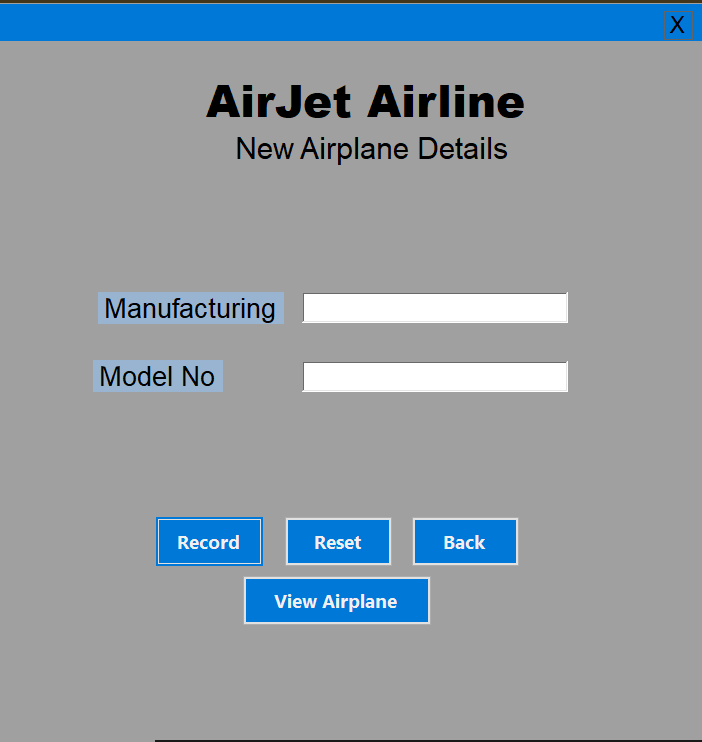 X
AirJet Airline
New Airplane Details
Manufacturing
Model No
Record Reset Back
View Airplane